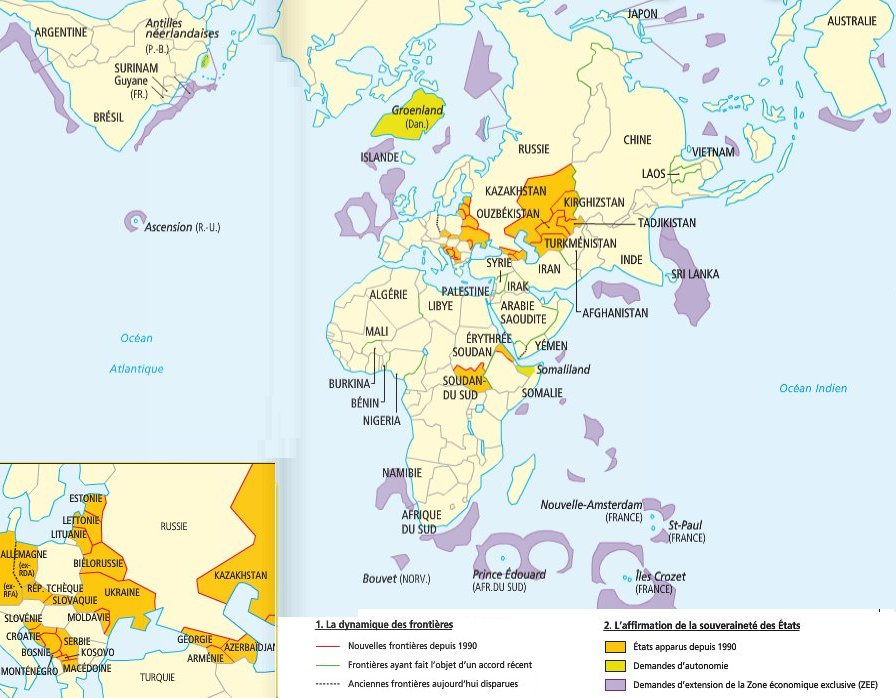 ARGENTINE
Antilles
néerlandaises
(P.-B.)
SURINAM
Guyane
(FR.)
BRÉSIL
Ascension (R.-U.)
Océan
Atlantique
JAPON
AUSTRALIE
Groenland
(Dan.)
ISLANDE
RUSSIE
CHINE
VIETNAM
LAOS
KAZAKHSTAN
KIRGHIZSTAN
OUZBÉKISTAN
TADJIKISTAN
TURKMÉNISTAN
SYRIE
IRAN
INDE
SRI LANKA
PALESTINE
IRAK
ALGÉRIE
LIBYE
ARABIE
SAOUDITE
AFGHANISTAN
MALI
ÉRYTHRÉE
SOUDAN
YÉMEN
Somaliland
BURKINA
SOUDAN-
DU SUD
SOMALIE
BÉNIN
NIGERIA
Océan Indien
NAMIBIE
AFRIQUE
DU SUD
Nouvelle-Amsterdam
(FRANCE)
St-Paul
(FRANCE)
Bouvet (NORV.)
Prince Édouard
(AFR.DU SUD)
Îles Crozet
(FRANCE)
ESTONIE
LETTONIE
LITUANIE
RUSSIE
ALLEMAGNE
(ex-
RDA)
(ex-
RFA)
BIÉLORUSSIE
KAZAKHSTAN
RÉP. TCHÈQUE
SLOVAQUIE
UKRAINE
SLOVÉNIE
MOLDAVIE
CROATIE
SERBIE
BOSNIE
KOSOVO
MONTÉNÉGRO
MACÉDOINE
GÉORGIE
AZERBAÏDJAN
ARMÉNIE
TURQUIE
1. La dynamique des frontières
Nouvelles frontières depuis 1990
Frontières ayant fait l'objet d'un accord récent
Anciennes frontières aujourd'hui disparues
2. L'affirmation de la souveraineté des États
États apparus depuis 1990
Demandes d'autonomie
Demandes d'extension de la Zone économique exclusive (ZEE)